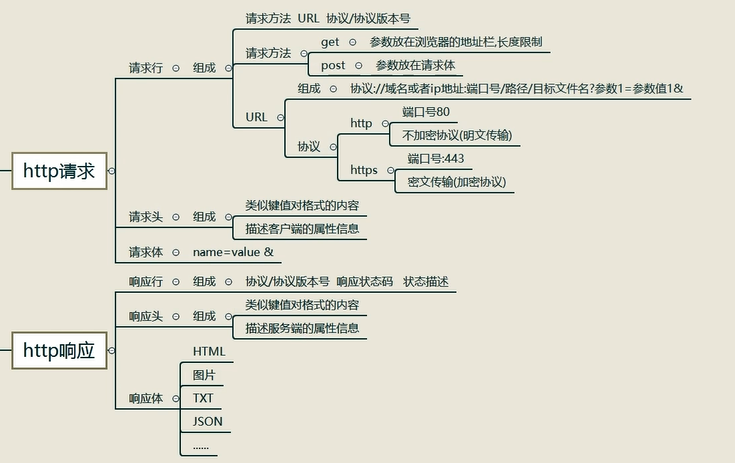 请求方法 URL 协议/协议版本号
get 参数放在浏览器的地址栏,长度限制
请求方法
post 参数放在请求体
请求行 组成
组成 协议://域名或者ip地址:端口号/路径/目标文件名?参数1=参数值1&
URL
端口号80
http
不加密协议(明文传输)
协议
端口号:443
https
密文传输(加密协议)
http请求
类似键值对格式的内容
请求头 组成
描述客户端的属性信息
请求体 name=value &
响应行 组成 协议/协议版本号 响应状态码 状态描述
类似键值对格式的内容
响应头 组成
描述服务端的属性信息
http响应
HTML
图片
响应体 TXT
JSON
......